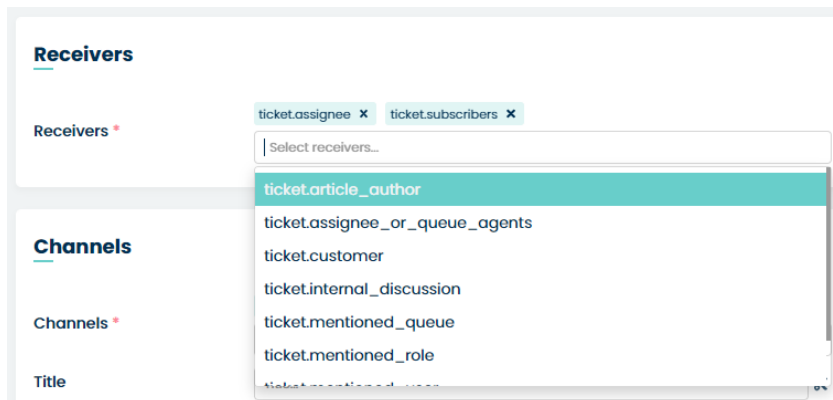 Receivers
ticket.assignee × ticket.subscribers ×
Receivers *
Select receivers...
ticket.article_author
ticket.assignee_or_queue_agents
Channels
ticket.customer
ticket.internal_discussion
Channels *
ticket.mentioned_queue
ticket.mentioned_role
Title